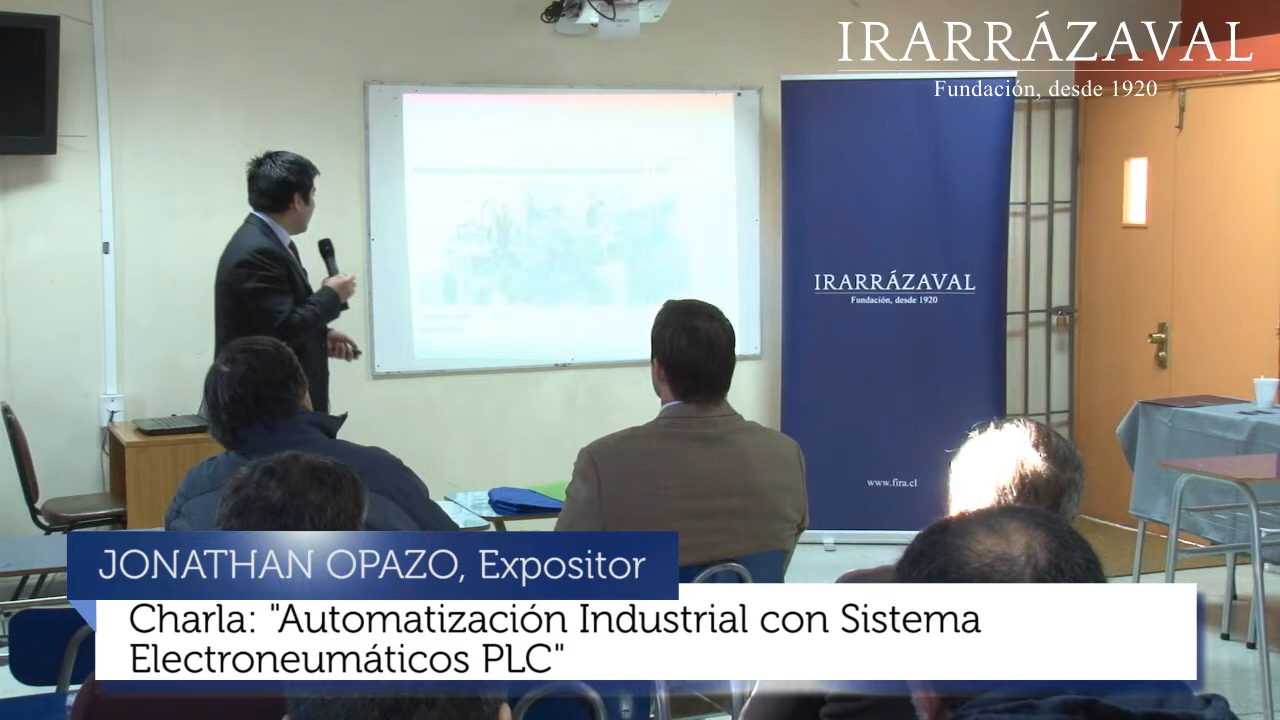 IRARRÁZAVAL
Fundación, desde 1920
IRARRÁZAVAL
Fundación, desde 1920
www.fira.cl
JONATHAN OPAZO, Expositor
Charla: "Automatización Industrial con Sistema
Electroneumáticos PLC"